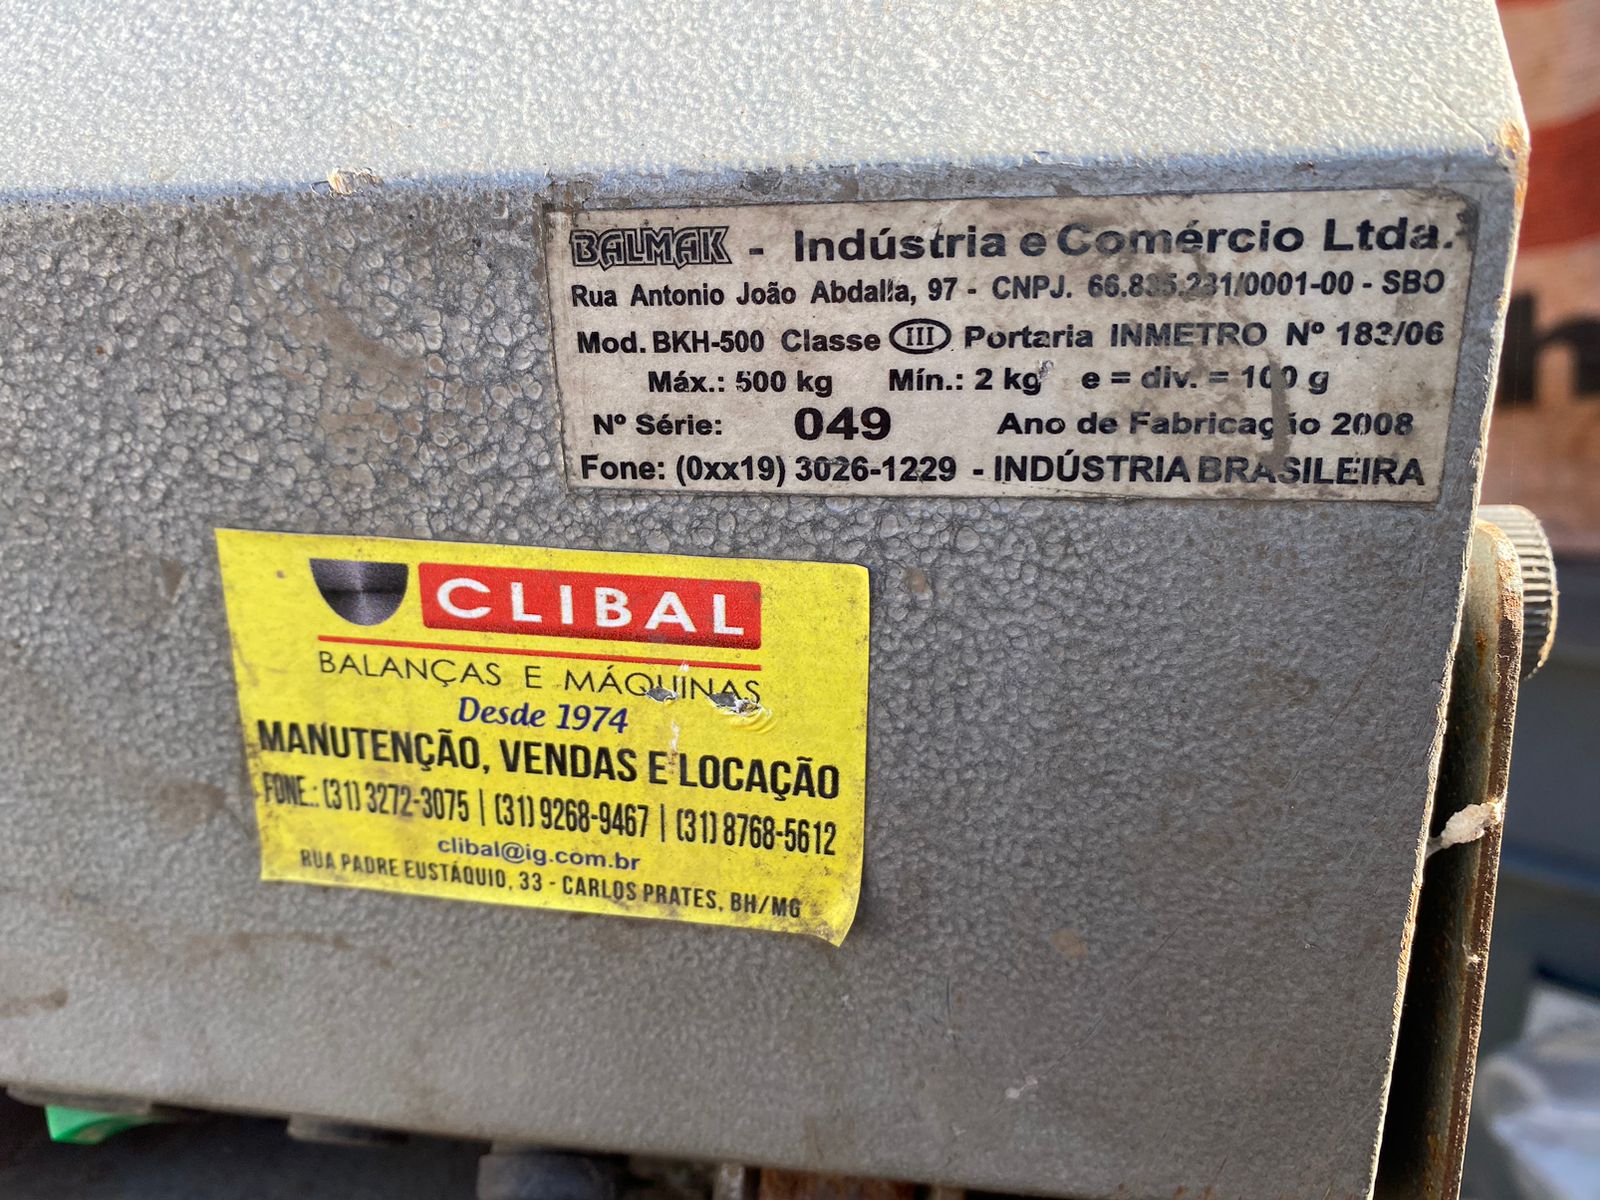 BALMAK - Indústria e Comércio Ltda.
Rua Antonio João Abdalla, 97 - CNPJ. 66.835.231/0001-00 - SBO
Mod. BKH-500 Classe III Portaria INMETRO Nº 183/06
Máx.: 500 kg Mín.: 2 kg e = div. = 100 g
Nº Série: 049 Ano de Fabricação 2008
Fone: (0xx19) 3026-1229 - INDÚSTRIA BRASILEIRA
CLIBAL
BALANÇAS E MÁQUINAS
Desde 1974
MANUTENÇÃO, VENDAS E LOCAÇÃO
FONE.: (31) 3272-3075 | (31) 9268-9467 | (31) 8768-5612
clibal@ig.com.br
RUA PADRE EUSTÁQUIO, 33 - CARLOS PRATES, BH/MG